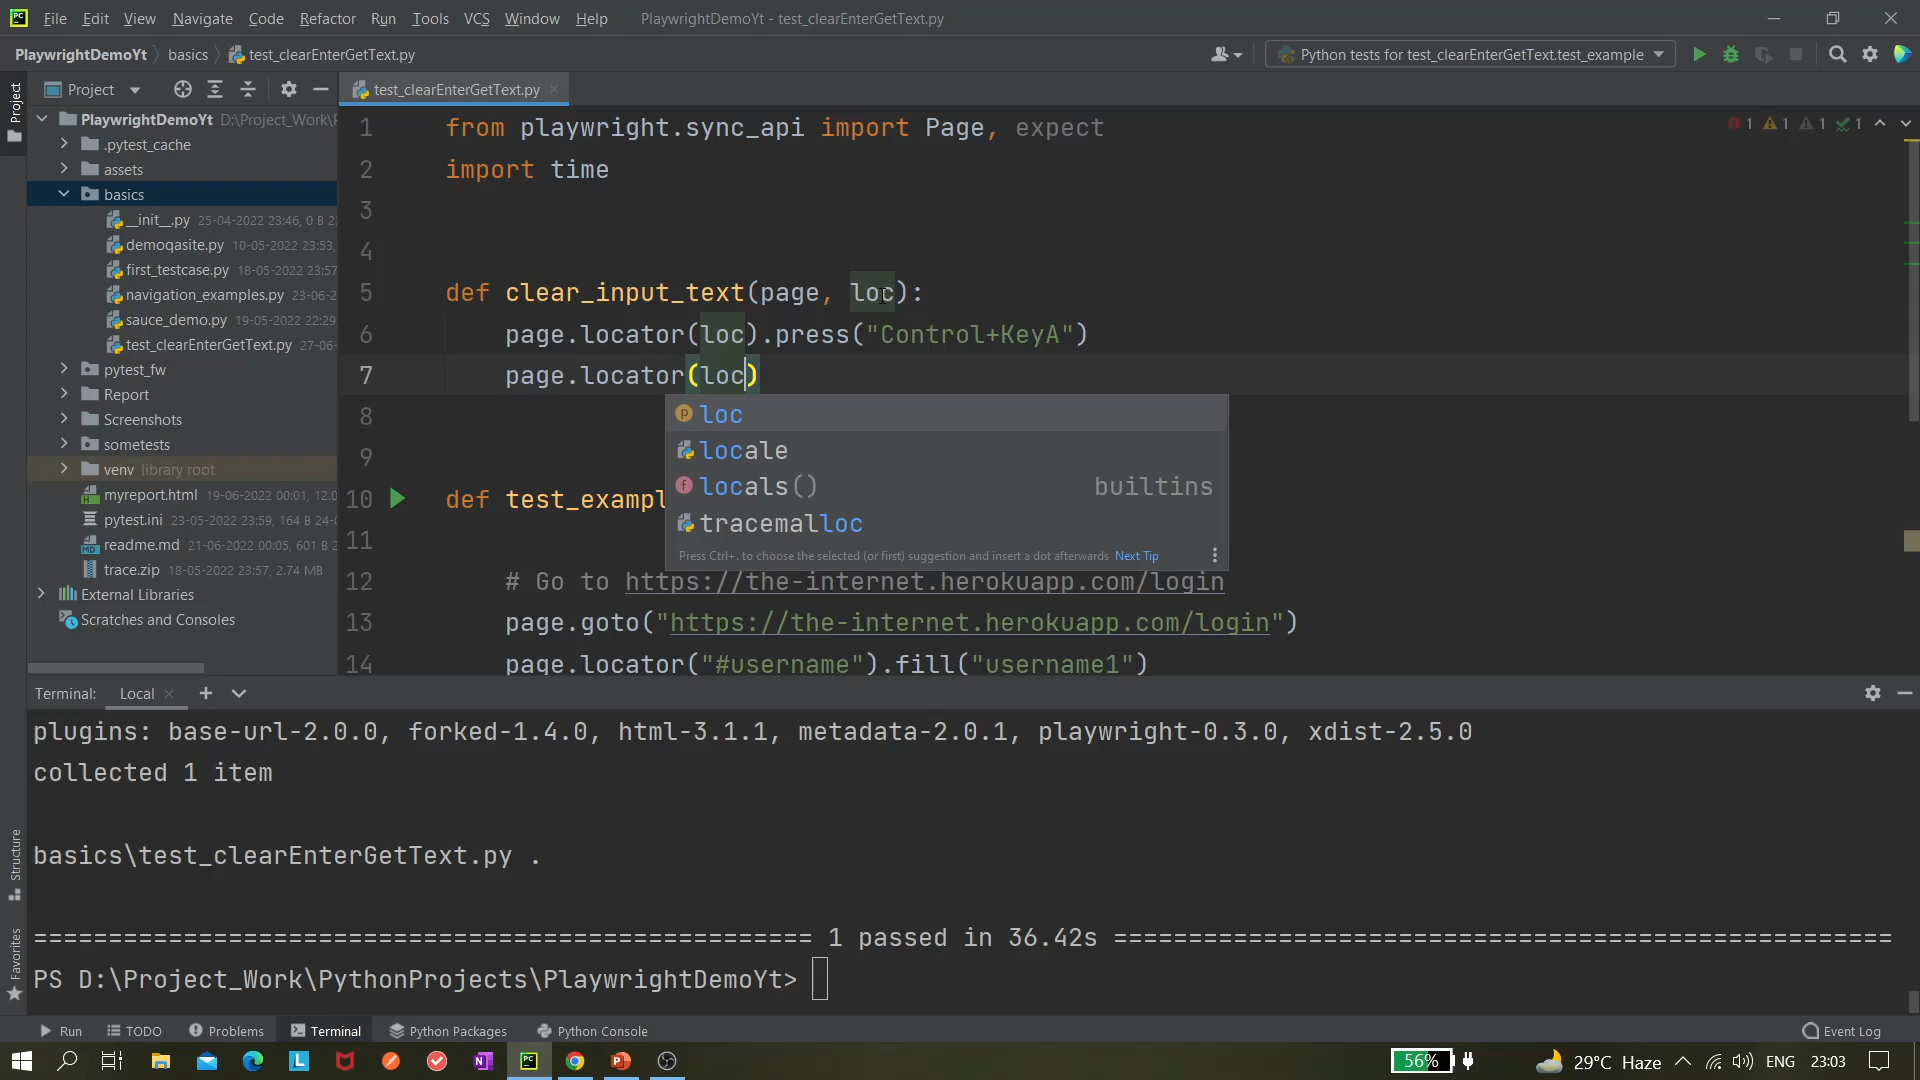 File Edit View Navigate Code Refactor Run Tools VCS Window Help PlaywrightDemoYt - test_clearEnterGetText.py
PlaywrightDemoYt basics test_clearEnterGetText.py Python tests for test_clearEnterGetText.test_example
Project
Project
test_clearEnterGetText.py
PlaywrightDemoYt D:\Project_Work\
.pytest_cache
assets
basics
__init__.py 25-04-2022 23:46, 0 B
demoqasite.py 10-05-2022 23:53,
first_testcase.py 18-05-2022 23:57
navigation_examples.py 23-06-2
sauce_demo.py 19-05-2022 22:29
test_clearEnterGetText.py 27-06-
pytest_fw
Report
Screenshots
sometests
venv library root
myreport.html 19-06-2022 00:01, 12.0
pytest.ini 23-05-2022 23:59, 164 B 24-
readme.md 21-06-2022 00:05, 601 B 2
trace.zip 18-05-2022 23:57, 2.74 MB
External Libraries
Scratches and Consoles
1 1 1 1
1 from playwright.sync_api import Page, expect
2 import time
3
4
5 def clear_input_text(page, loc):
6 page.locator(loc).press("Control+KeyA")
7 page.locator(loc)
8
9
10 def test_exampl
11
12 # Go to https://the-internet.herokuapp.com/login
13 page.goto("https://the-internet.herokuapp.com/login")
14 page.locator("#username").fill("username1")
p loc
locale
f locals() builtins
tracemalloc
Press Ctrl+. to choose the selected (or first) suggestion and insert a dot afterwards Next Tip
Structure
Favorites
Terminal: Local
plugins: base-url-2.0.0, forked-1.4.0, html-3.1.1, metadata-2.0.1, playwright-0.3.0, xdist-2.5.0
collected 1 item
basics\test_clearEnterGetText.py .
==================================================== 1 passed in 36.42s ====================================================
PS D:\Project_Work\PythonProjects\PlaywrightDemoYt>
Run TODO Problems Terminal Python Packages Python Console Event Log
56% 29°C Haze ENG 23:03